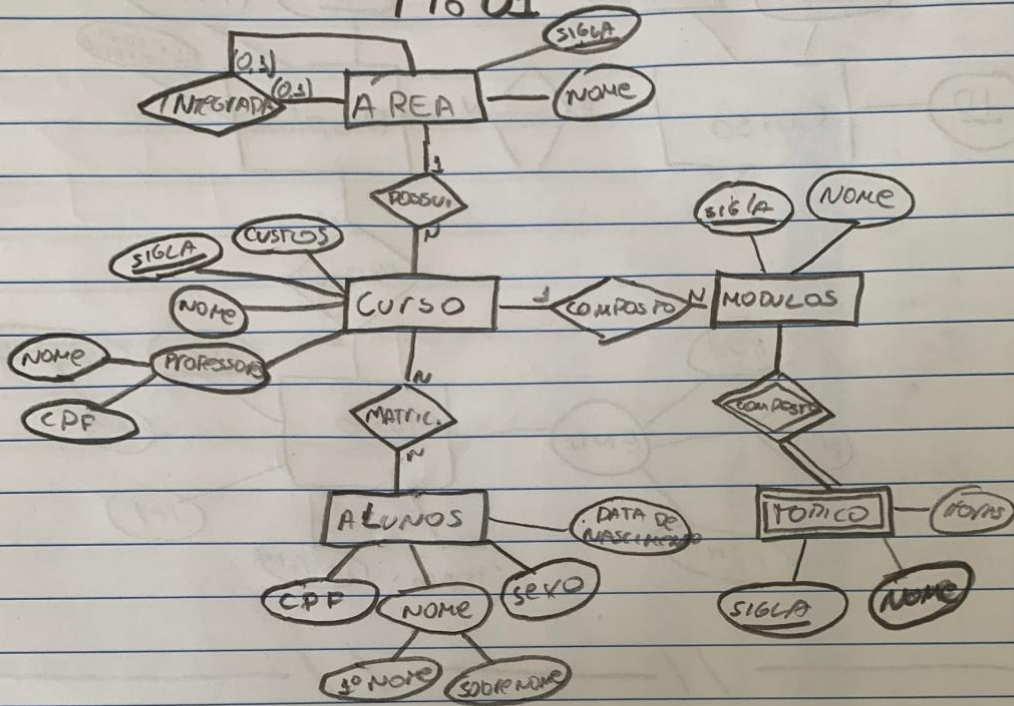 SIGLA
(0,1)
(0,1)
INTEGRADA
ÁREA
NOME
1
POSSUI
N
SIGLA
NOME
CUSTOS
SIGLA
NOME
CURSO
1
COMPOSTO
N
MODULOS
NOME
PROFESSOR
CPF
N
MATRIC.
COMPOSTO
N
ALUNOS
DATA DE
NASCIMENTO
TOPICO
CPF
NOME
SEXO
SIGLA
NOME
1º NOME
SOBRENOME